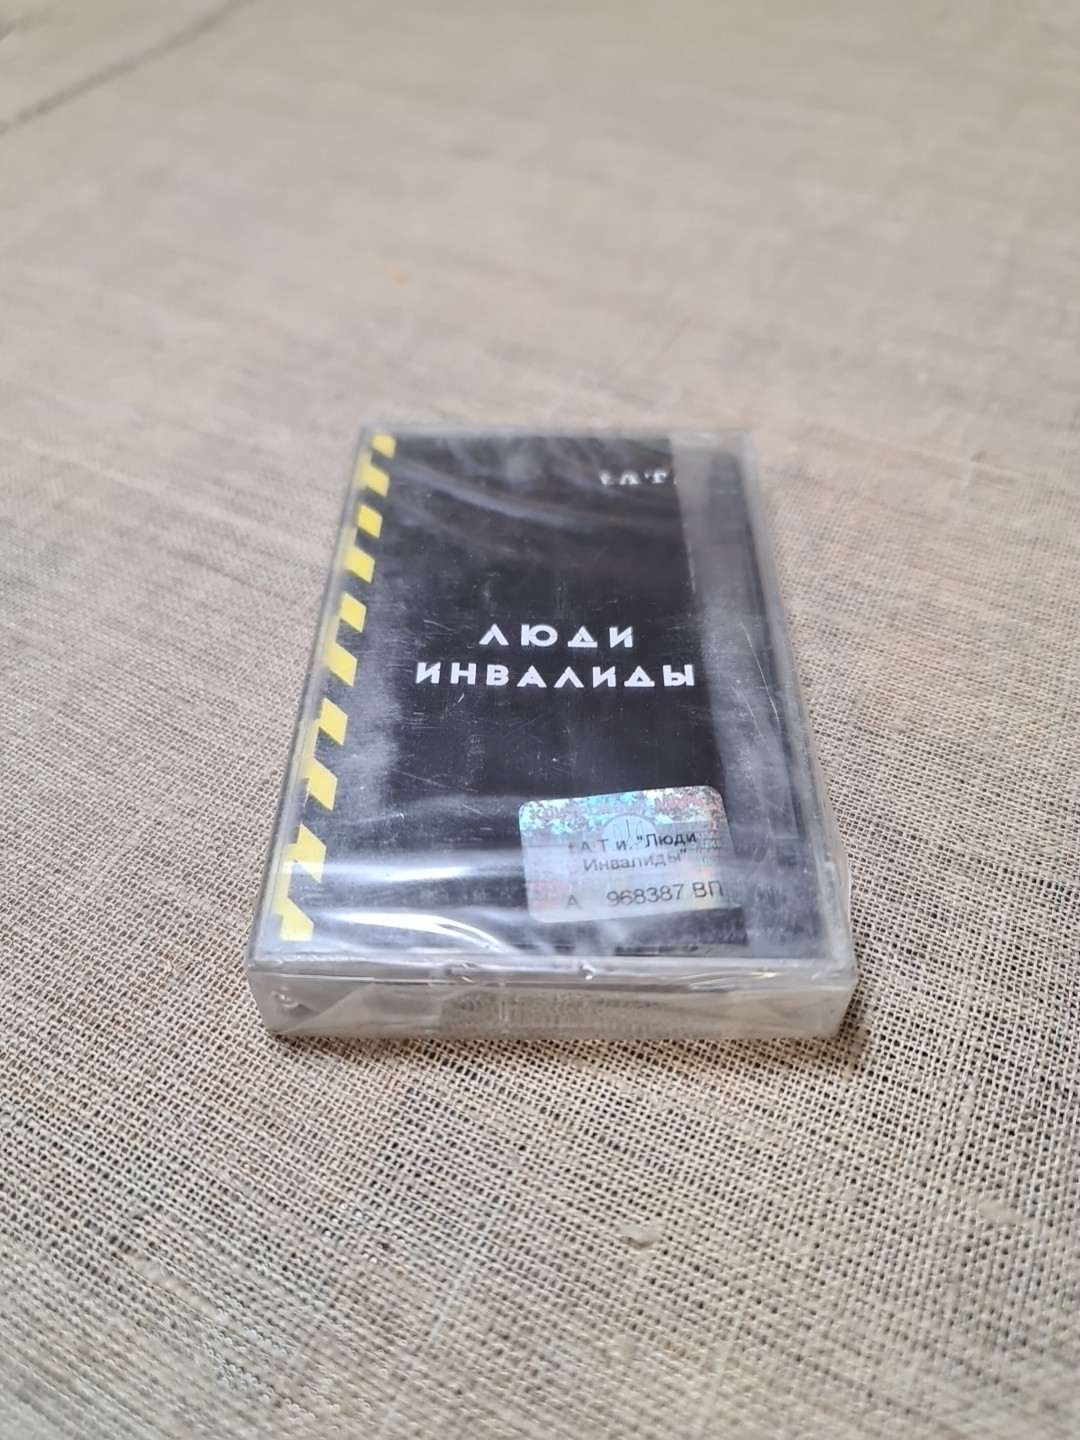 t.A.T.
ЛЮДИ
ИНВАЛИДЫ
t.A.T.и. "Люди
Инвалиды"
А 968387 ВП